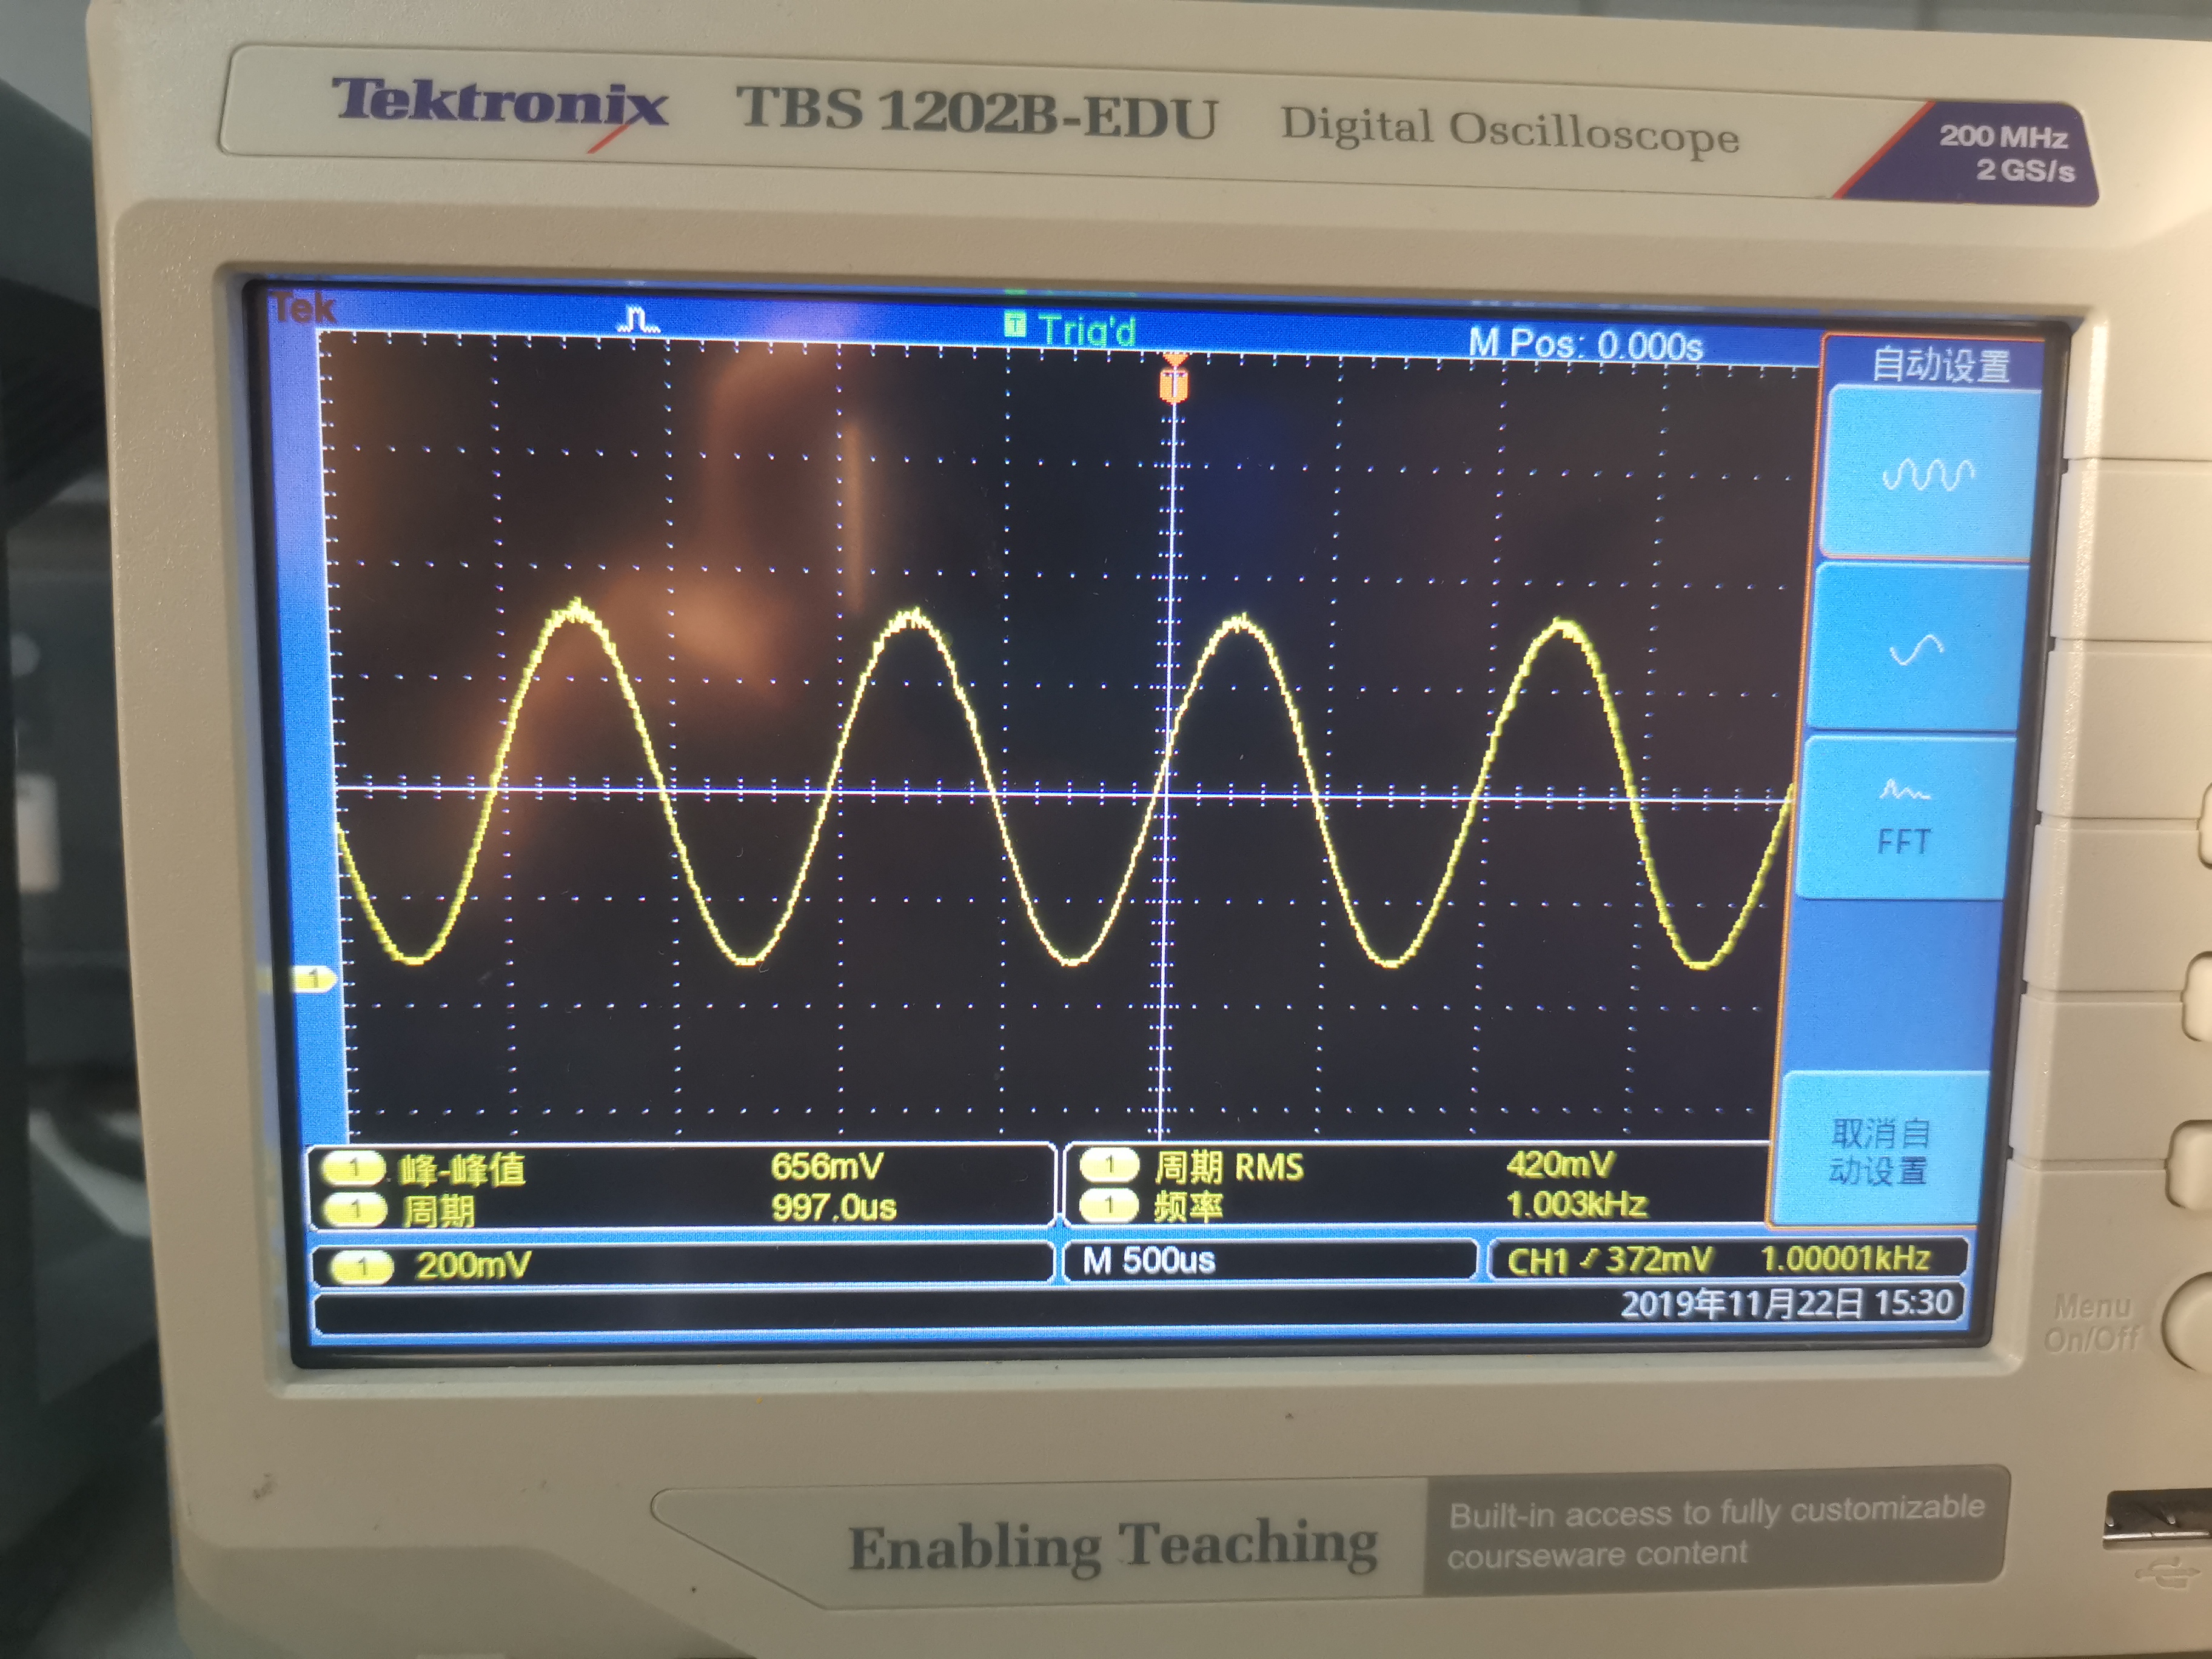 Tektronix TBS 1202B-EDU Digital Oscilloscope
200 MHz
2 GS/s
Tek
T Trig'd
M Pos: 0.000s
T
自动设置
FFT
取消自
动设置
1
1 峰-峰值 656mV
1 周期 997.0us
1 周期 RMS 420mV
1 频率 1.003kHz
1 200mV
M 500us
CH1 372mV 1.00001kHz
2019年11月22日 15:30
Menu
On/Off
Enabling Teaching
Built-in access to fully customizable
courseware content